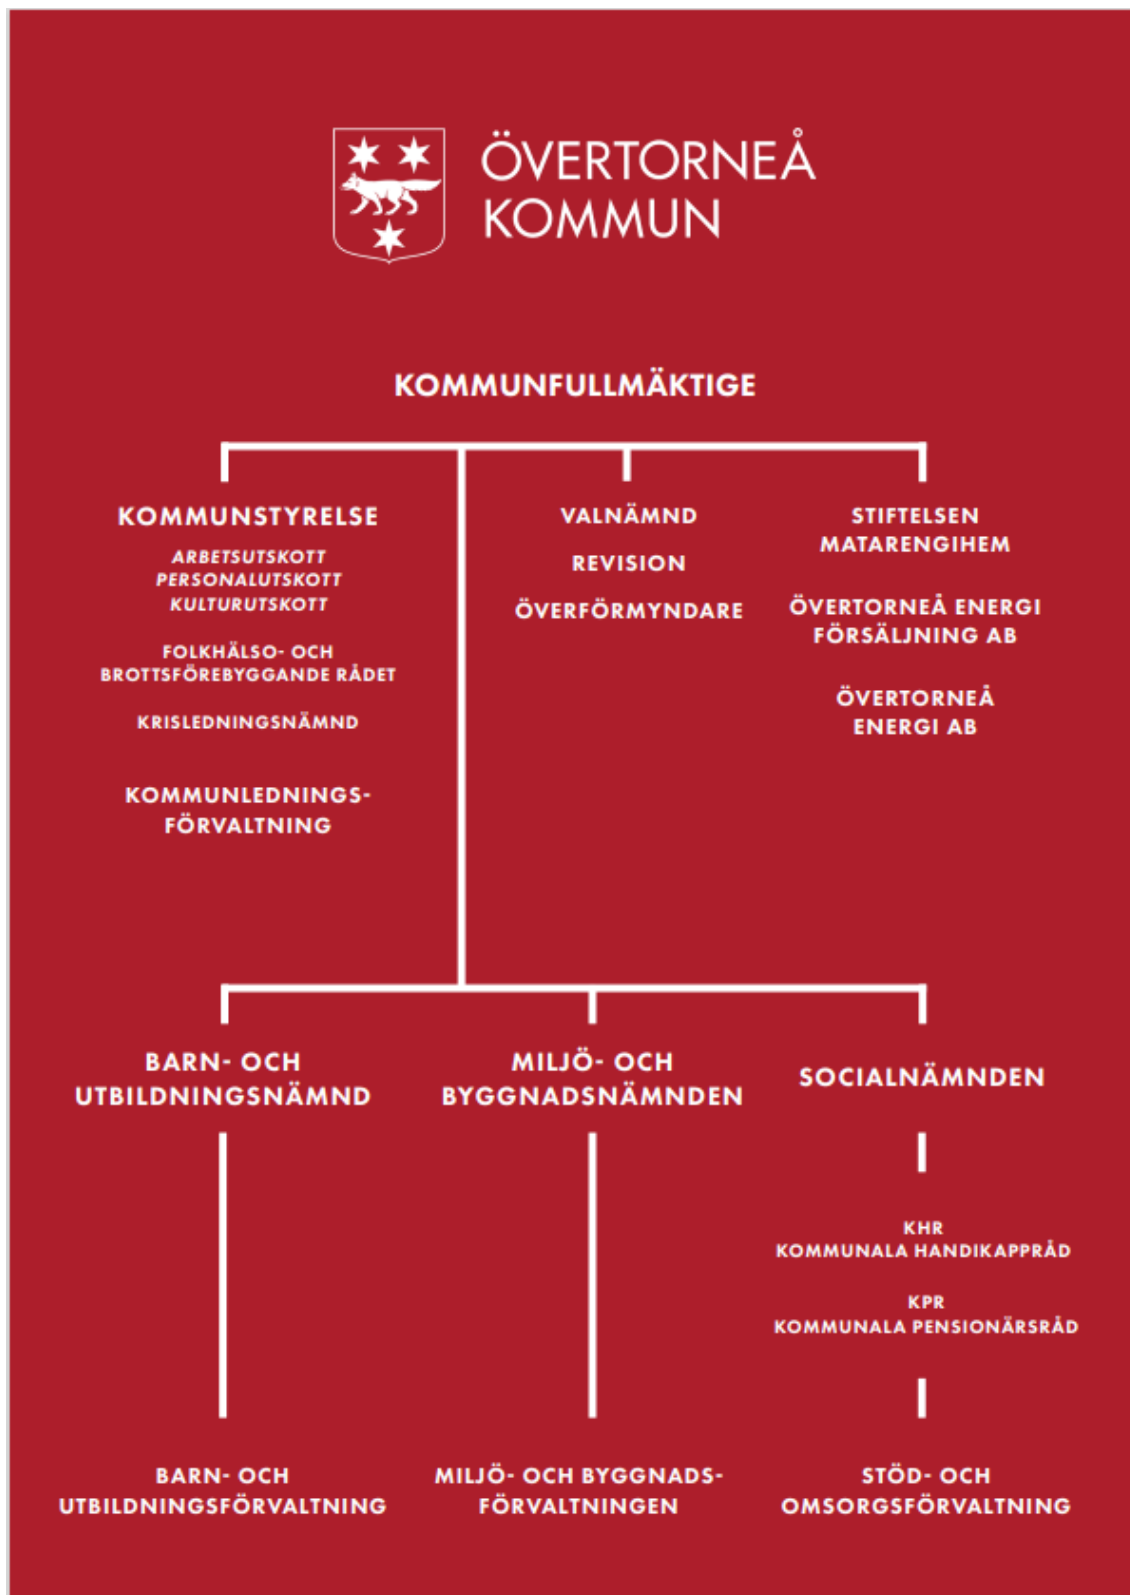 ÖVERTORNEÅ
KOMMUN
KOMMUNFULLMÄKTIGE
KOMMUNSTYRELSE
ARBETSUTSKOTT
PERSONALUTSKOTT
KULTURUTSKOTT
FOLKHÄLSO- OCH
BROTTSFÖREBYGGANDE RÅDET
KRISLEDNINGSNÄMND
KOMMUNLEDNINGS-
FÖRVALTNING
VALNÄMND
REVISION
ÖVERFÖRMYNDARE
STIFTELSEN
MATARENGIHEM
ÖVERTORNEÅ ENERGI
FÖRSÄLJNING AB
ÖVERTORNEÅ
ENERGI AB
BARN- OCH
UTBILDNINGSNÄMND
MILJÖ- OCH
BYGGNADSNÄMNDEN
SOCIALNÄMNDEN
KHR
KOMMUNALA HANDIKAPPRÅD
KPR
KOMMUNALA PENSIONÄRSRÅD
BARN- OCH
UTBILDNINGSFÖRVALTNING
MILJÖ- OCH BYGGNADS-
FÖRVALTNINGEN
STÖD- OCH
OMSORGSFÖRVALTNING